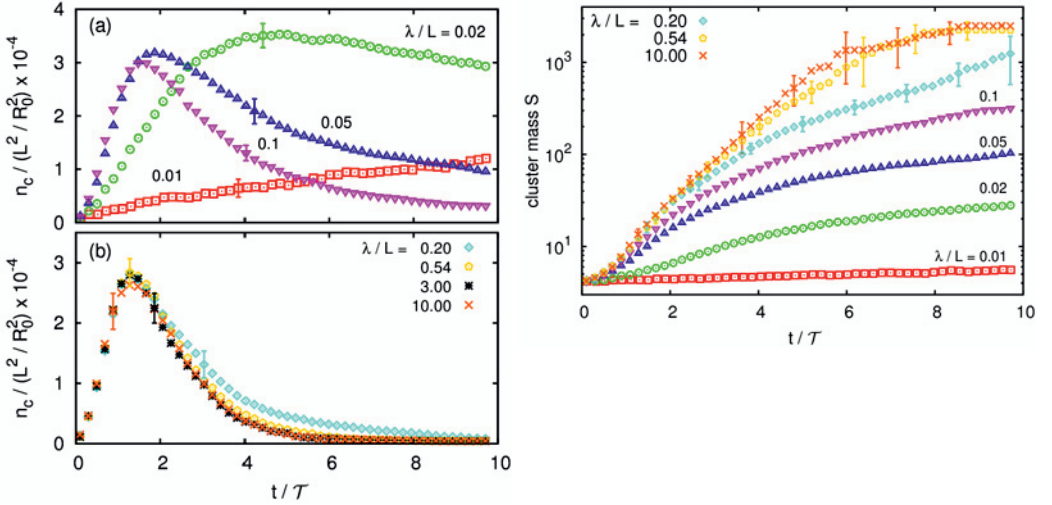 (a)
λ / L = 0.02
0.05
0.1
0.01
n_c / (L² / R₀²) x 10⁻⁴
4
3
2
1
0
(b)
λ / L = 0.20
0.54
3.00
10.00
n_c / (L² / R₀²) x 10⁻⁴
3
2
1
0
0 2 4 6 8 10
t / 𝒯
λ / L = 0.20
0.54
10.00
0.1
0.05
0.02
λ / L = 0.01
cluster mass S
10³
10²
10¹
0 2 4 6 8 10
t / 𝒯